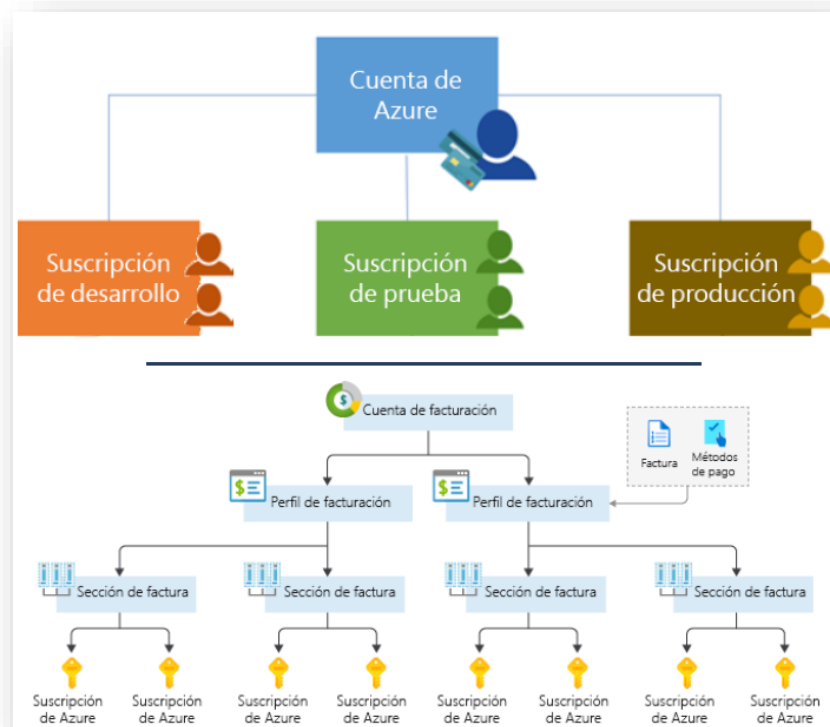 Cuenta de
Azure
Suscripción
de desarrollo
Suscripción
de prueba
Suscripción
de producción
Cuenta de facturación
Factura
Métodos
de pago
Perfil de facturación
Perfil de facturación
Sección de factura
Sección de factura
Sección de factura
Sección de factura
Suscripción
de Azure
Suscripción
de Azure
Suscripción
de Azure
Suscripción
de Azure
Suscripción
de Azure
Suscripción
de Azure
Suscripción
de Azure
Suscripción
de Azure